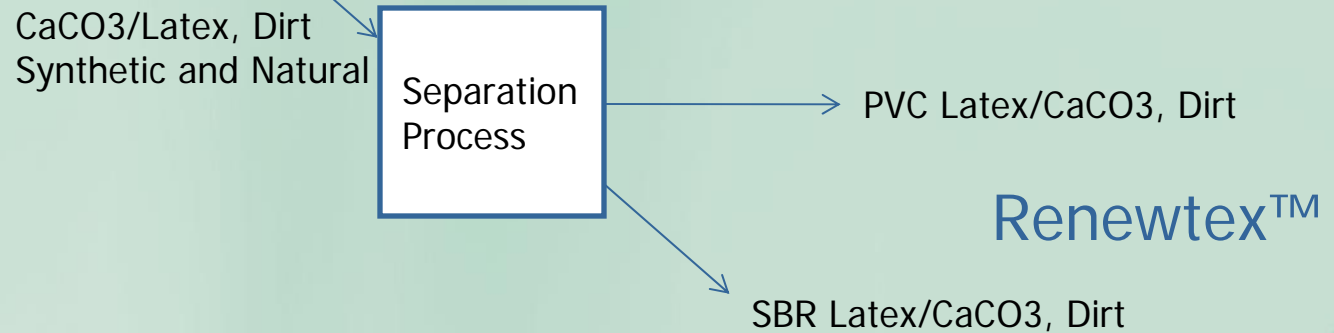 CaCO3/Latex, Dirt
Synthetic and Natural
Separation
Process
PVC Latex/CaCO3, Dirt
Renewtex™
SBR Latex/CaCO3, Dirt